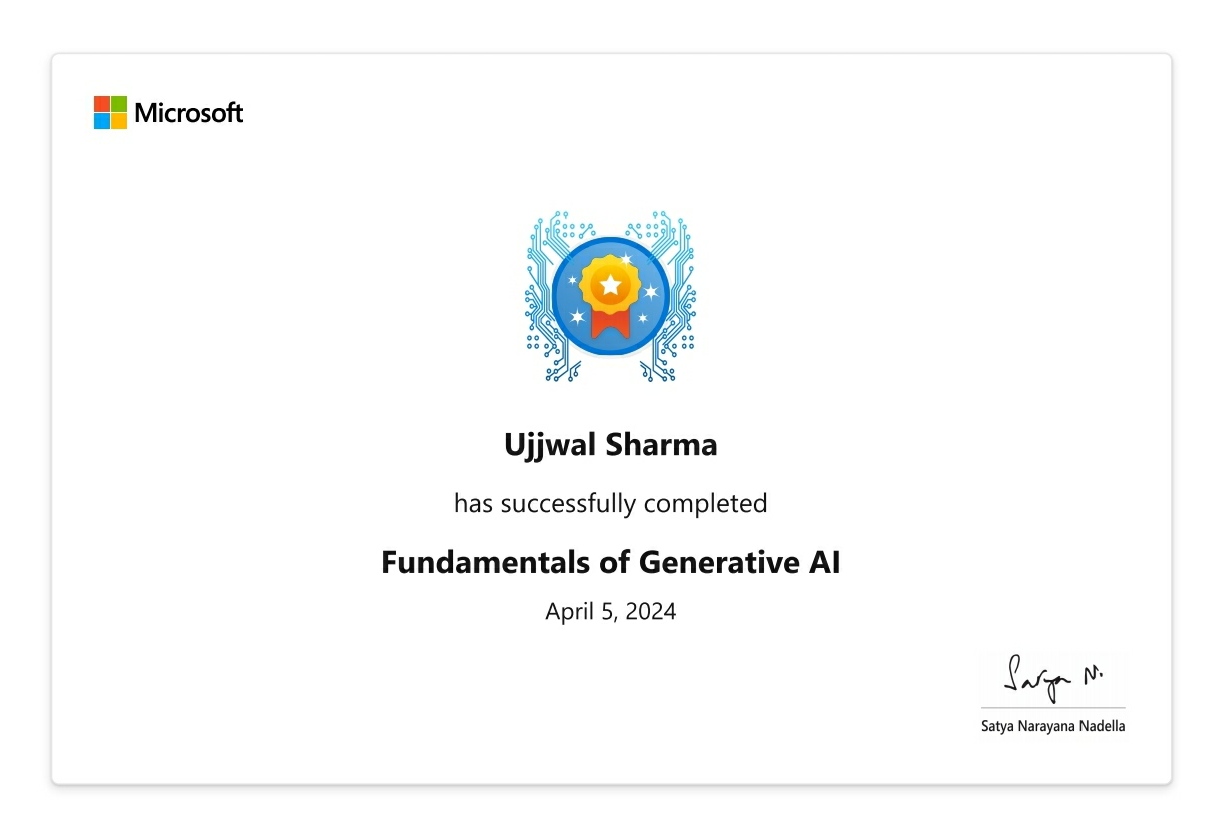 Microsoft
Ujjwal Sharma
has successfully completed
Fundamentals of Generative AI
April 5, 2024
Satya N.
Satya Narayana Nadella